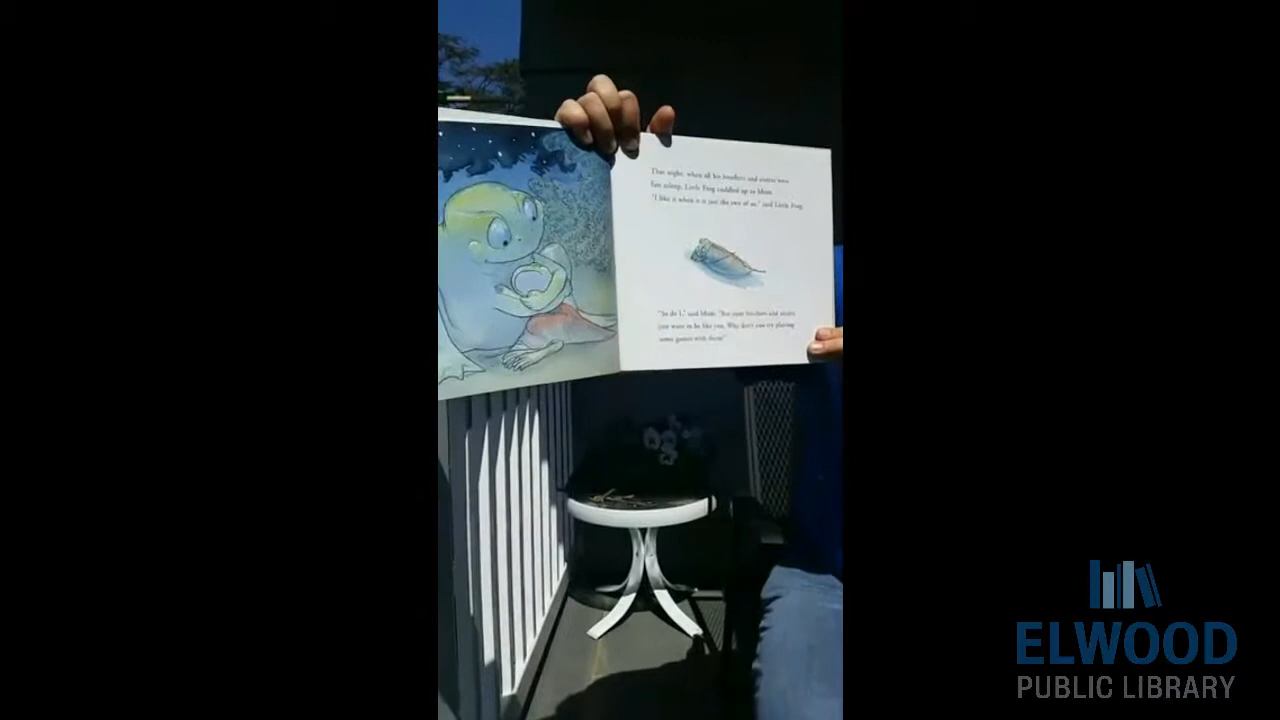 That night, when all his brothers and sisters were
fast asleep, Little Frog cuddled up to Mum.
"I like it when it is just the two of us," said Little Frog.
"So do I," said Mum. "But your brothers and sisters
just want to be like you. Why don't you try playing
some games with them?"
ELWOOD
PUBLIC LIBRARY